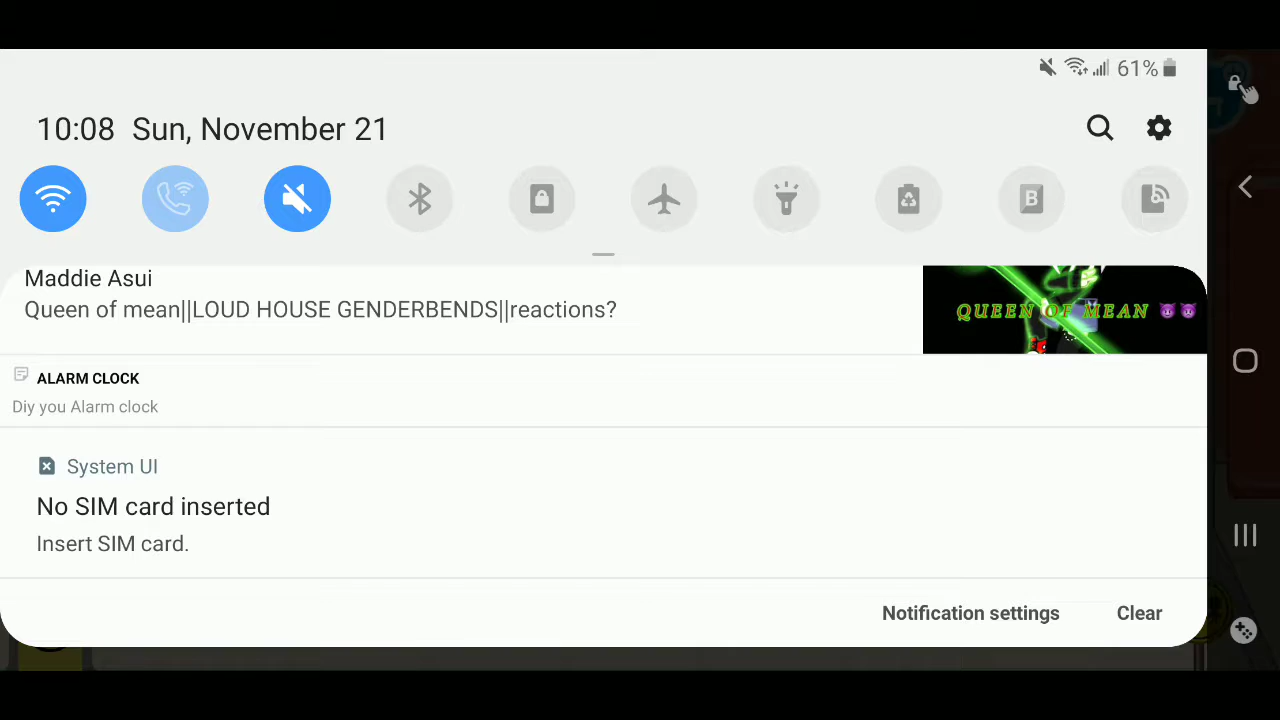 61%
10:08 Sun, November 21
B
Maddie Asui
Queen of mean||LOUD HOUSE GENDERBENDS||reactions?
QUEEN OF MEAN 😈😈
ALARM CLOCK
Diy you Alarm clock
System UI
No SIM card inserted
Insert SIM card.
Notification settings Clear